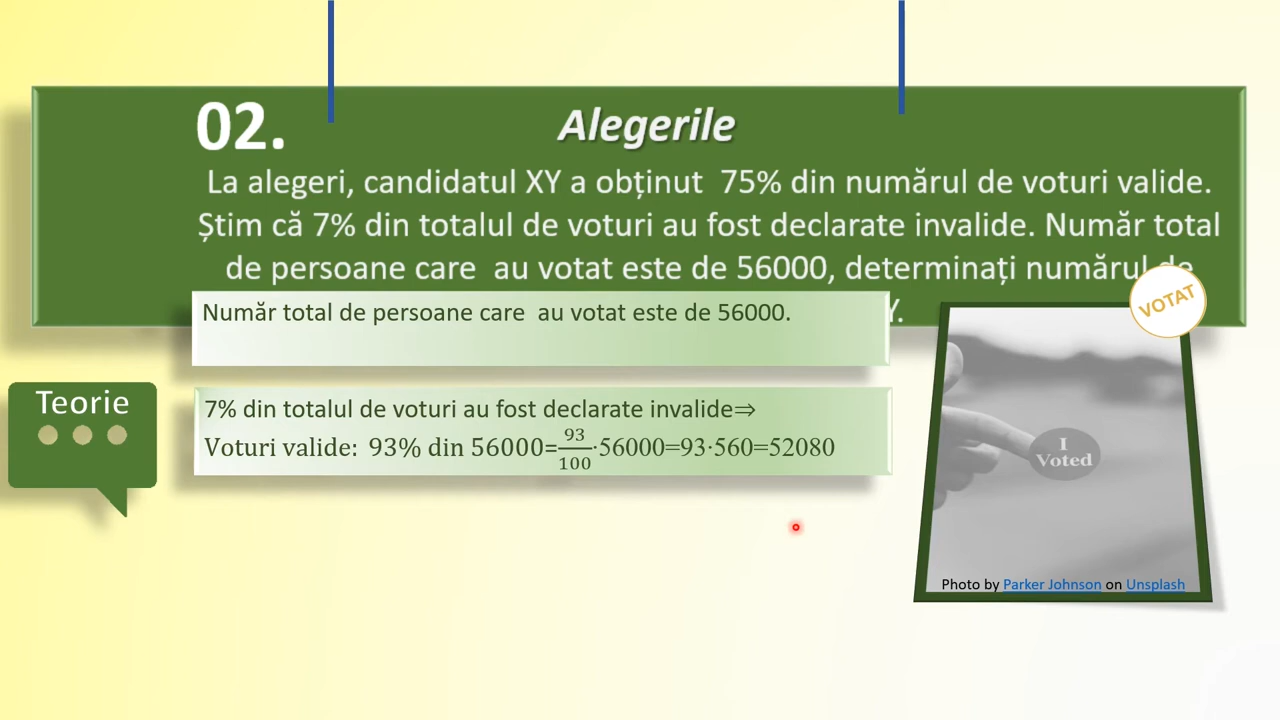 02.
Alegerile
La alegeri, candidatul XY a obținut 75% din numărul de voturi valide.
Știm că 7% din totalul de voturi au fost declarate invalide. Număr total
de persoane care au votat este de 56000, determinați numărul de
Y.
VOTAT
Număr total de persoane care au votat este de 56000.
Teorie
7% din totalul de voturi au fost declarate invalide⇒
Voturi valide: 93% din 56000=93/100·56000=93·560=52080
I
Voted
Photo by Parker Johnson on Unsplash